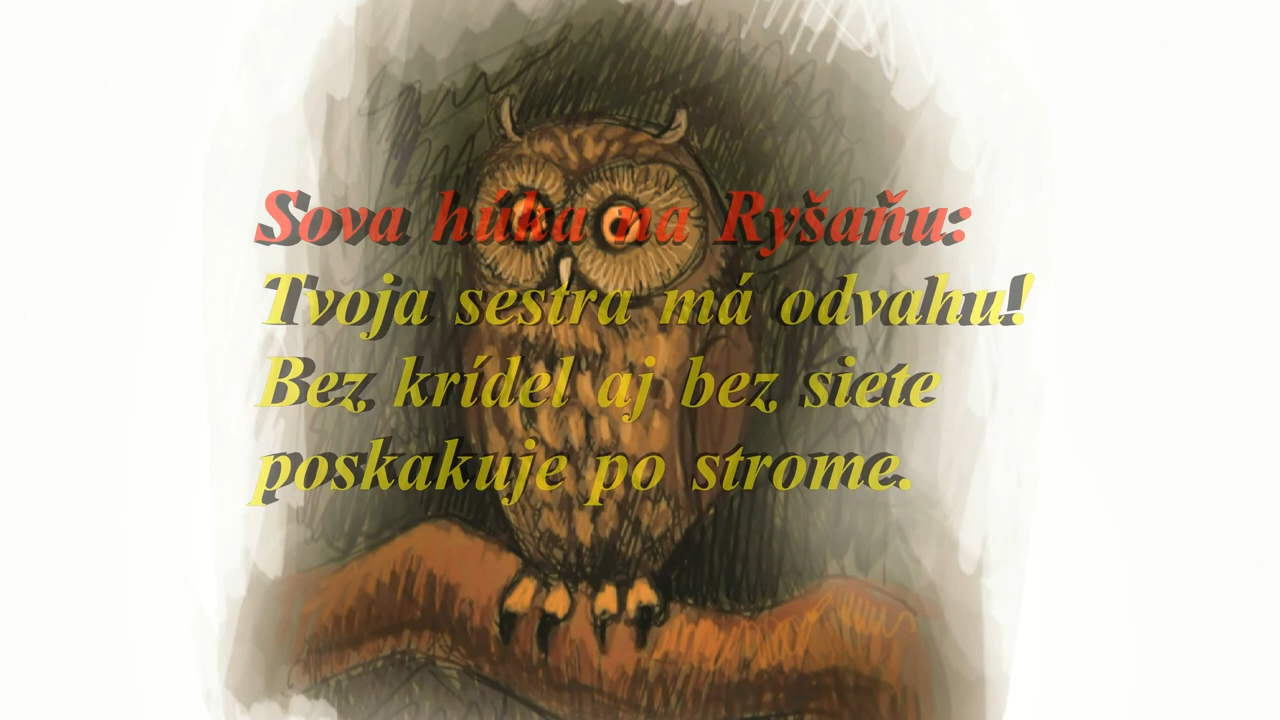 Sova húka na Ryšaňu:
Tvoja sestra má odvahu!
Bez krídel aj bez siete
poskakuje po strome.